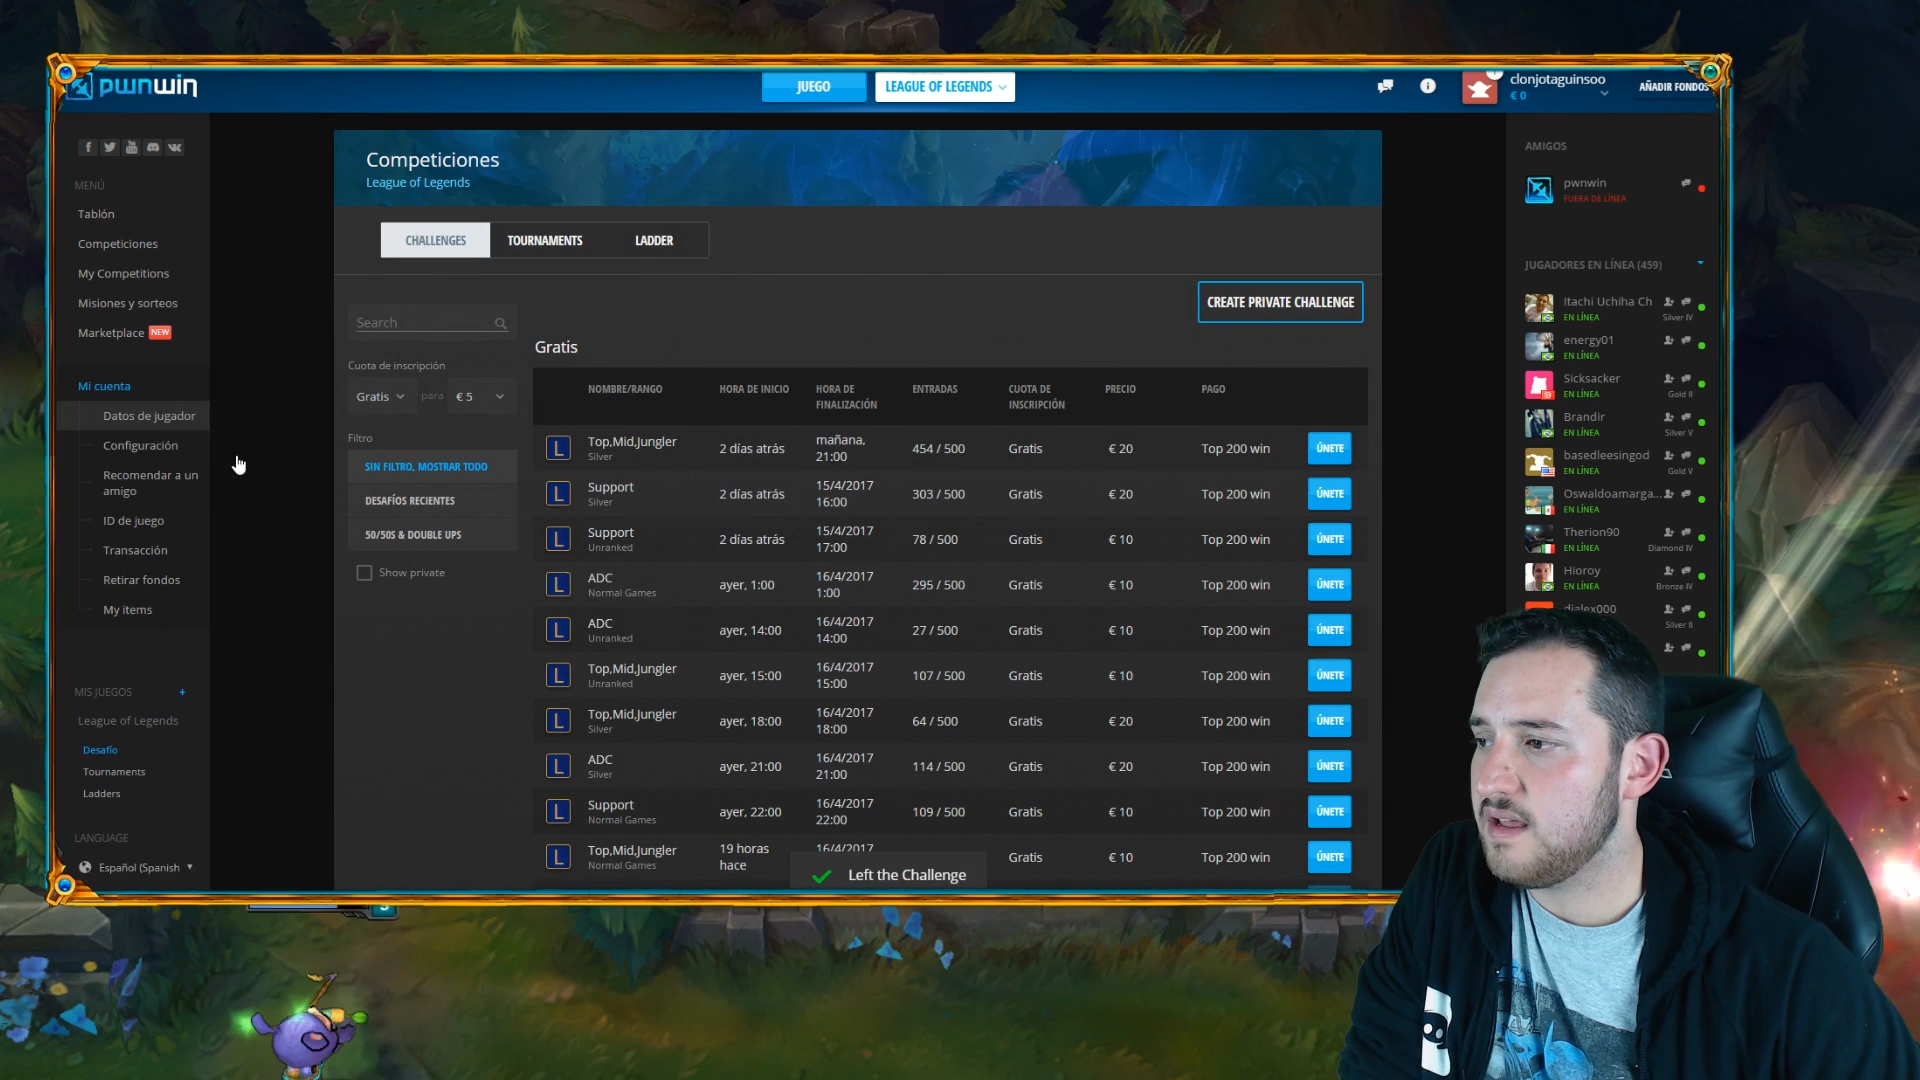 pwnwin
JUEGO
LEAGUE OF LEGENDS
clonjotaguinsoo
€ 0
AÑADIR FONDOS
MENÚ
Tablón
Competiciones
My Competitions
Misiones y sorteos
Marketplace NEW
Mi cuenta
Datos de jugador
Configuración
Recomendar a un
amigo
ID de juego
Transacción
Retirar fondos
My items
MIS JUEGOS +
League of Legends
Desafío
Tournaments
Ladders
LANGUAGE
Español (Spanish
Competiciones
League of Legends
CHALLENGES TOURNAMENTS LADDER
CREATE PRIVATE CHALLENGE
Search
Cuota de inscripción
Gratis para € 5
Filtro
SIN FILTRO, MOSTRAR TODO
DESAFÍOS RECIENTES
50/50S & DOUBLE UPS
Show private
Gratis
NOMBRE/RANGO HORA DE INICIO HORA DE FINALIZACIÓN ENTRADAS CUOTA DE INSCRIPCIÓN PRECIO PAGO
L Top,Mid,Jungler Silver 2 días atrás mañana, 21:00 454 / 500 Gratis € 20 Top 200 win ÚNETE
L Support Silver 2 días atrás 15/4/2017 16:00 303 / 500 Gratis € 20 Top 200 win ÚNETE
L Support Unranked 2 días atrás 15/4/2017 17:00 78 / 500 Gratis € 10 Top 200 win ÚNETE
L ADC Normal Games ayer, 1:00 16/4/2017 1:00 295 / 500 Gratis € 10 Top 200 win ÚNETE
L ADC Unranked ayer, 14:00 16/4/2017 14:00 27 / 500 Gratis € 10 Top 200 win ÚNETE
L Top,Mid,Jungler Unranked ayer, 15:00 16/4/2017 15:00 107 / 500 Gratis € 10 Top 200 win ÚNETE
L Top,Mid,Jungler Silver ayer, 18:00 16/4/2017 18:00 64 / 500 Gratis € 20 Top 200 win ÚNETE
L ADC Silver ayer, 21:00 16/4/2017 21:00 114 / 500 Gratis € 20 Top 200 win ÚNETE
L Support Normal Games ayer, 22:00 16/4/2017 22:00 109 / 500 Gratis € 10 Top 200 win ÚNETE
L Top,Mid,Jungler Normal Games 19 horas hace 16/4/2017 Gratis € 10 Top 200 win ÚNETE
Left the Challenge
AMIGOS
pwnwin
FUERA DE LÍNEA
JUGADORES EN LÍNEA (459)
Itachi Uchiha Ch
EN LÍNEA Silver IV
energy01
EN LÍNEA
Sicksacker
EN LÍNEA Gold II
Brandir
EN LÍNEA Silver V
basedleesingod
EN LÍNEA Gold V
Oswaldoamarga...
EN LÍNEA
Therion90
EN LÍNEA Diamond IV
Hioroy
EN LÍNEA Bronze IV
dialex000
Silver II